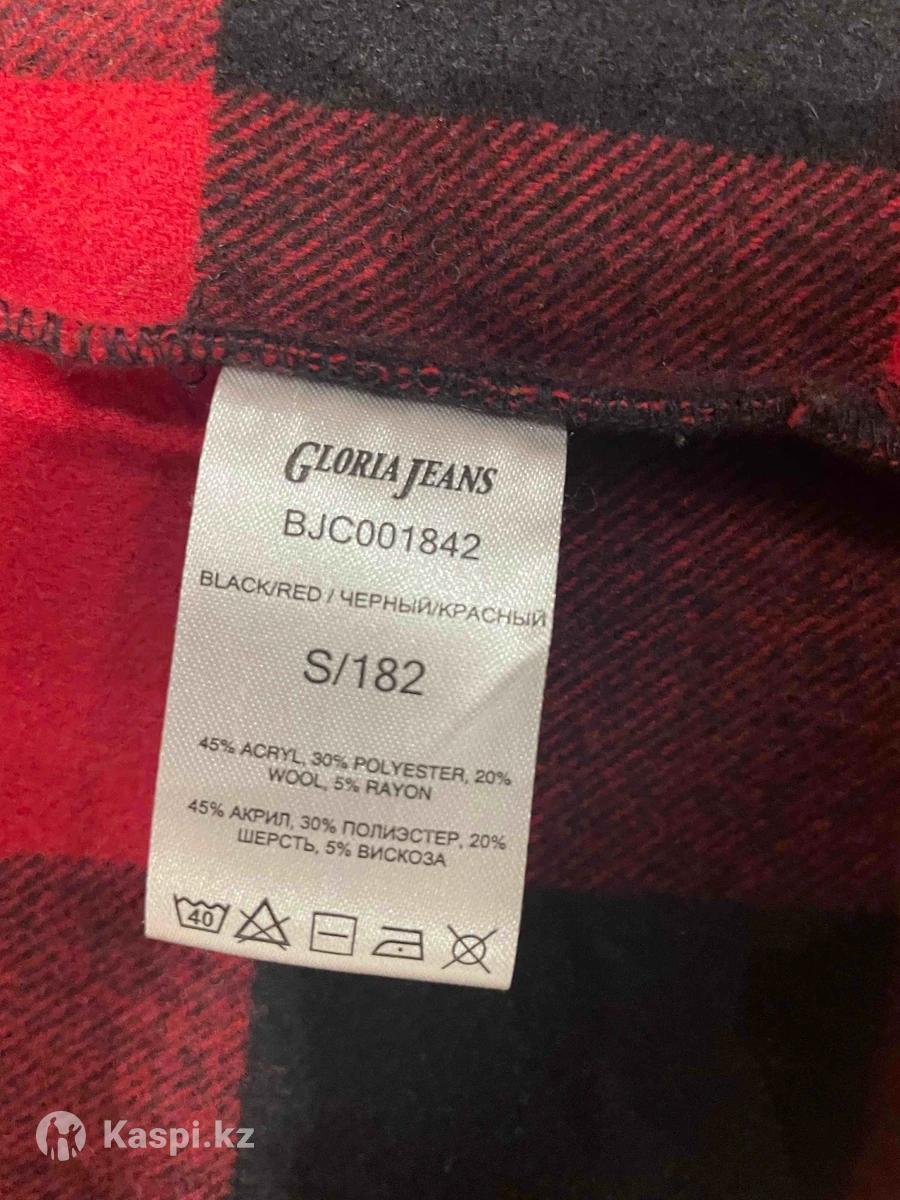 GLORIA JEANS
BJC001842
BLACK/RED / ЧЕРНЫЙ/КРАСНЫЙ
S/182
45% ACRYL, 30% POLYESTER, 20%
WOOL, 5% RAYON
45% АКРИЛ, 30% ПОЛИЭСТЕР, 20%
ШЕРСТЬ, 5% ВИСКОЗА
40
Kaspi.kz